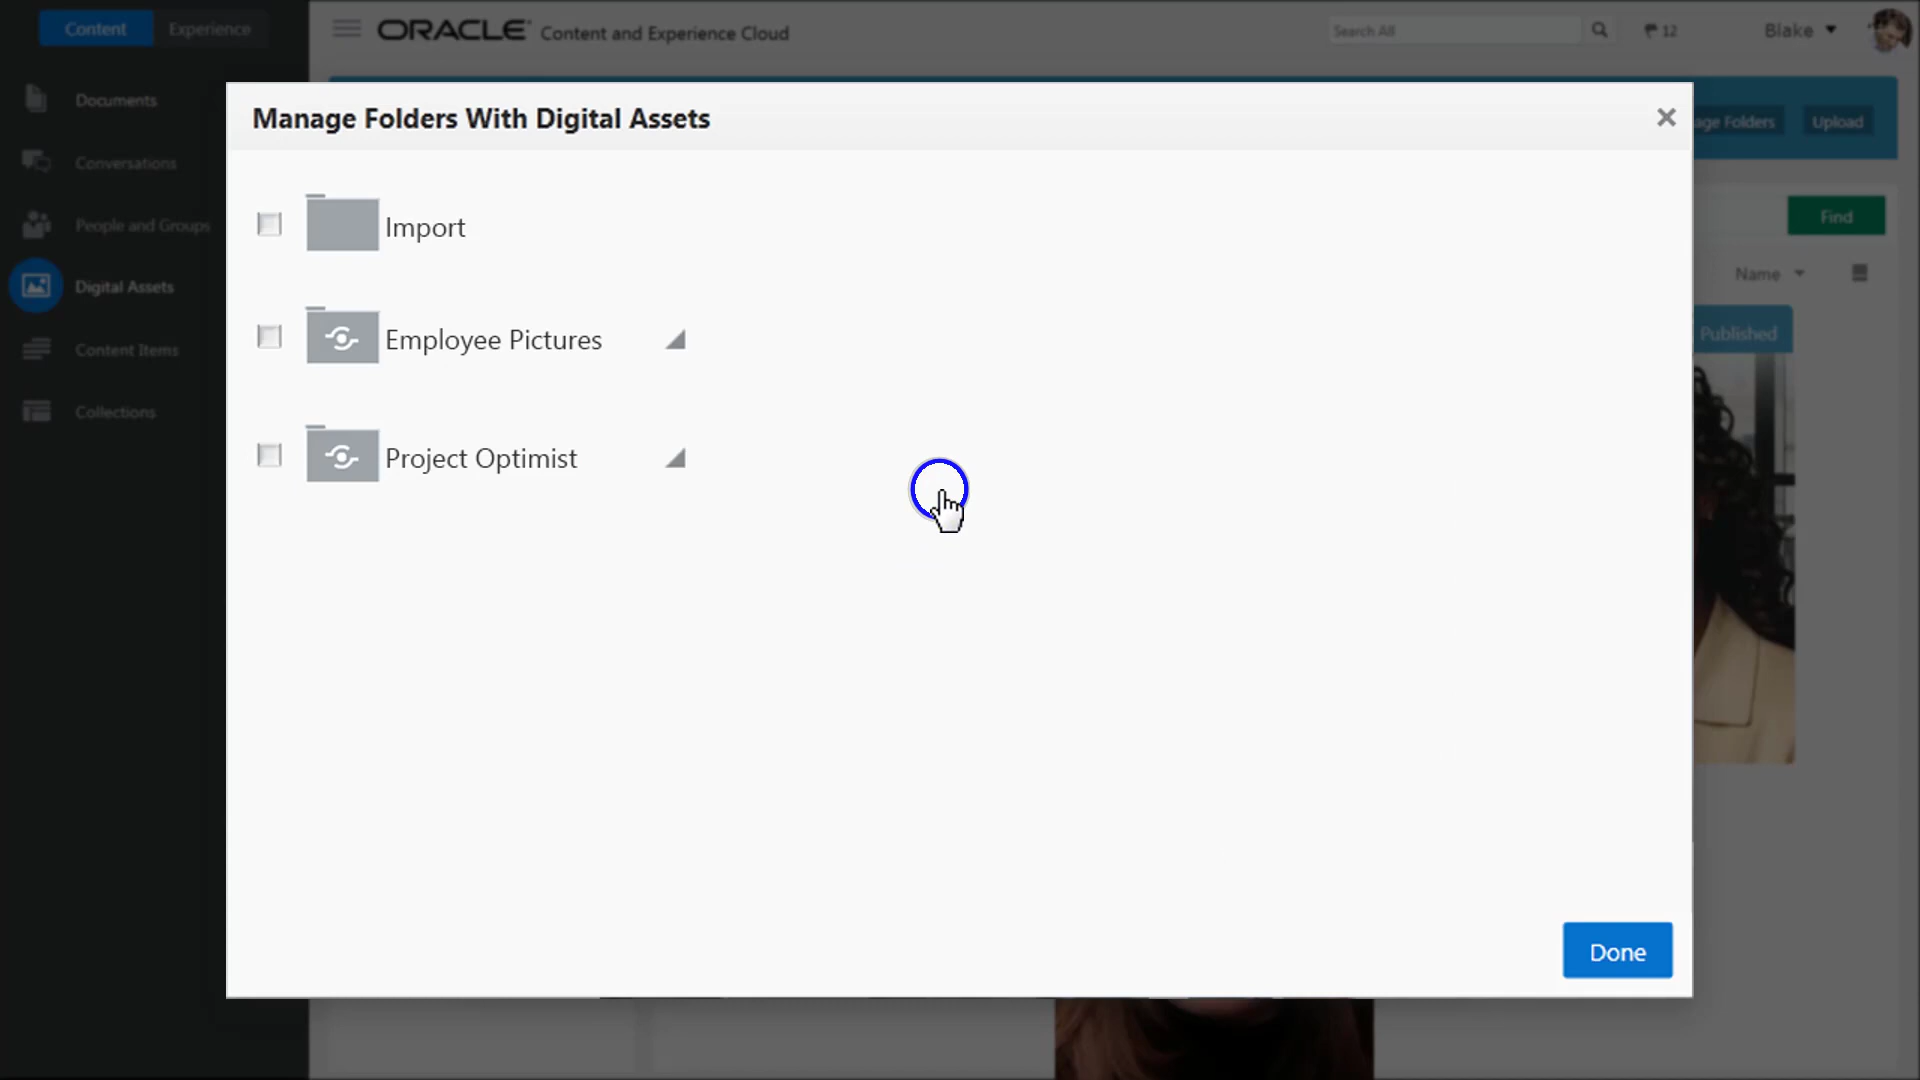 Content Experience
ORACLE Content and Experience Cloud
Search All
12
Blake
Documents
Conversations
People and Groups
Digital Assets
Content Items
Collections
Manage Folders With Digital Assets
age Folders
Upload
Import
Find
Name
Employee Pictures
Published
Project Optimist
Done